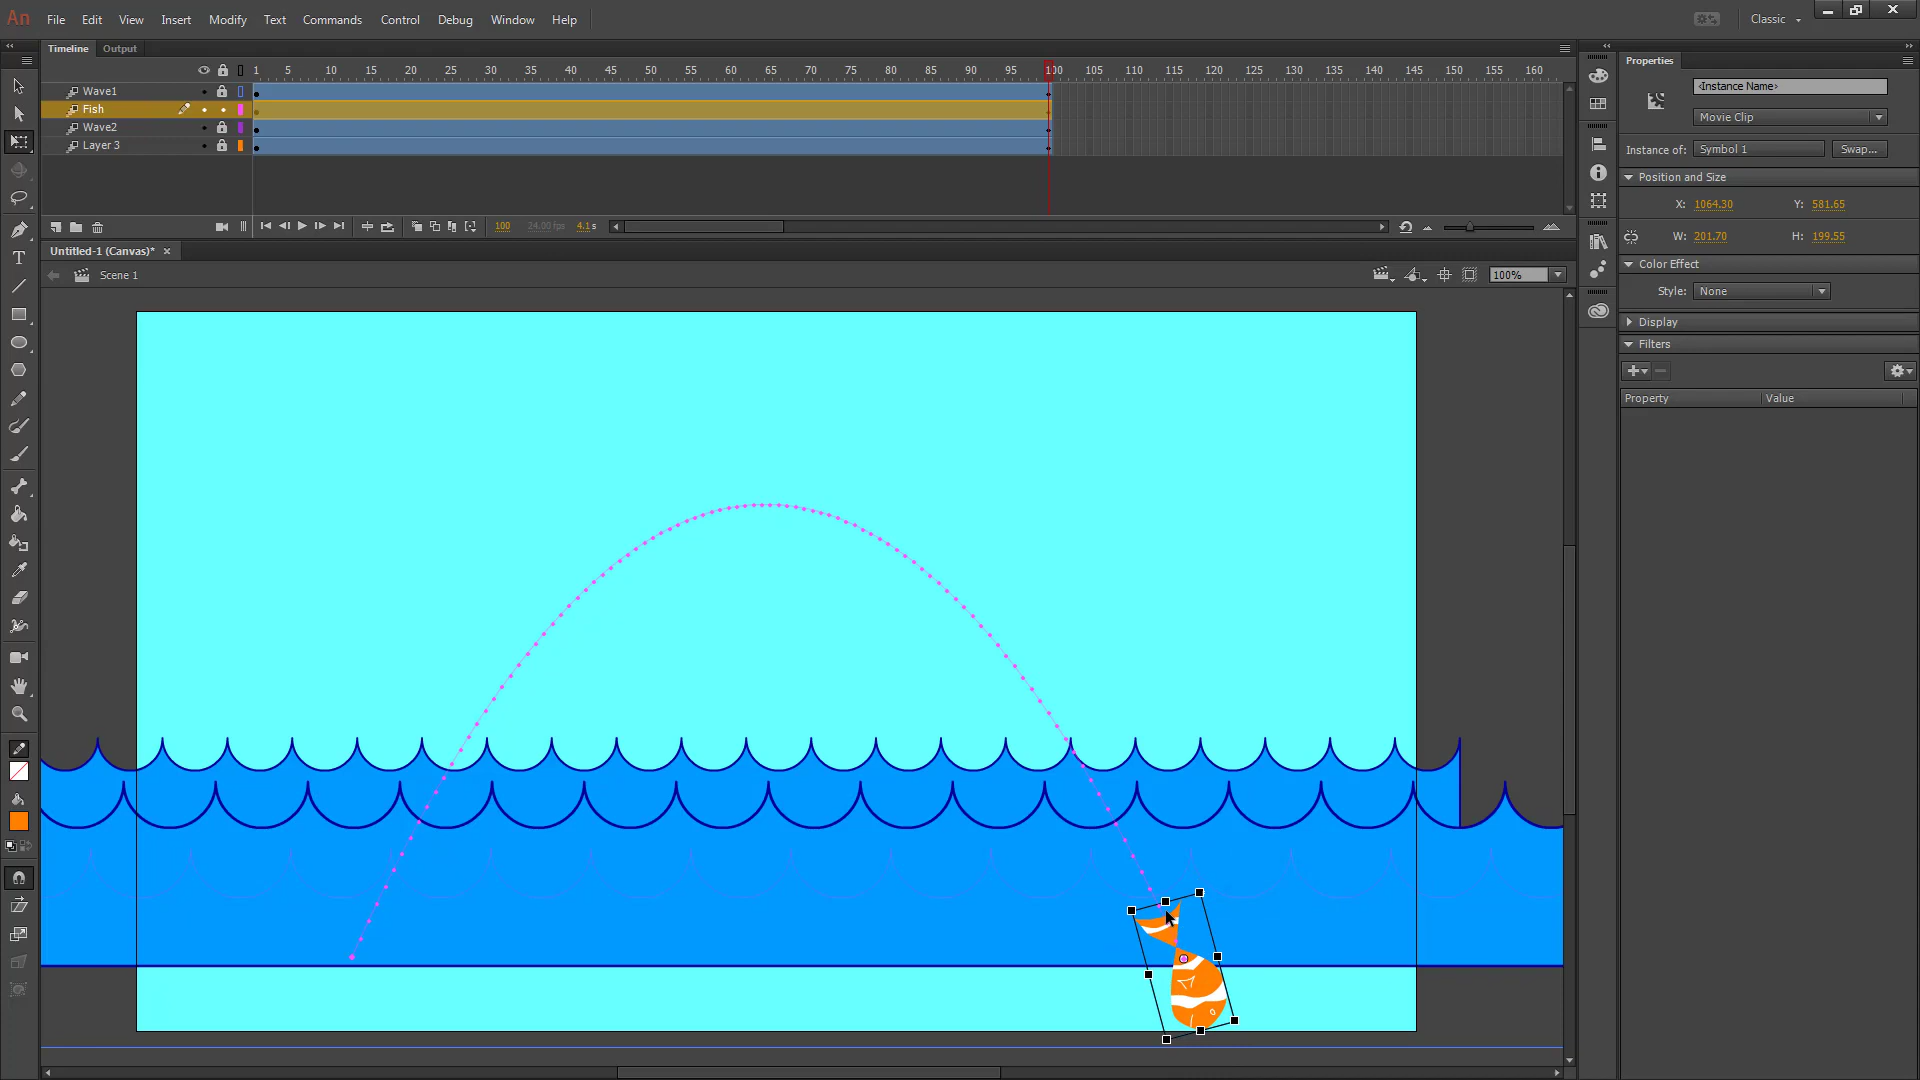 An File Edit View Insert Modify Text Commands Control Debug Window Help Classic
Timeline Output
1 5 10 15 20 25 30 35 40 45 50 55 60 65 70 75 80 85 90 95 100 105 110 115 120 125 130 135 140 145 150 155 160
Wave1
Fish
Wave2
Layer 3
100 24.00 fps 4.1 s
Untitled-1 (Canvas)* ×
Scene 1 100%
T
Properties
<Instance Name>
Movie Clip
Instance of: Symbol 1 Swap...
Position and Size
X: 1064.30 Y: 581.65
W: 201.70 H: 199.55
Color Effect
Style: None
Display
Filters
Property Value